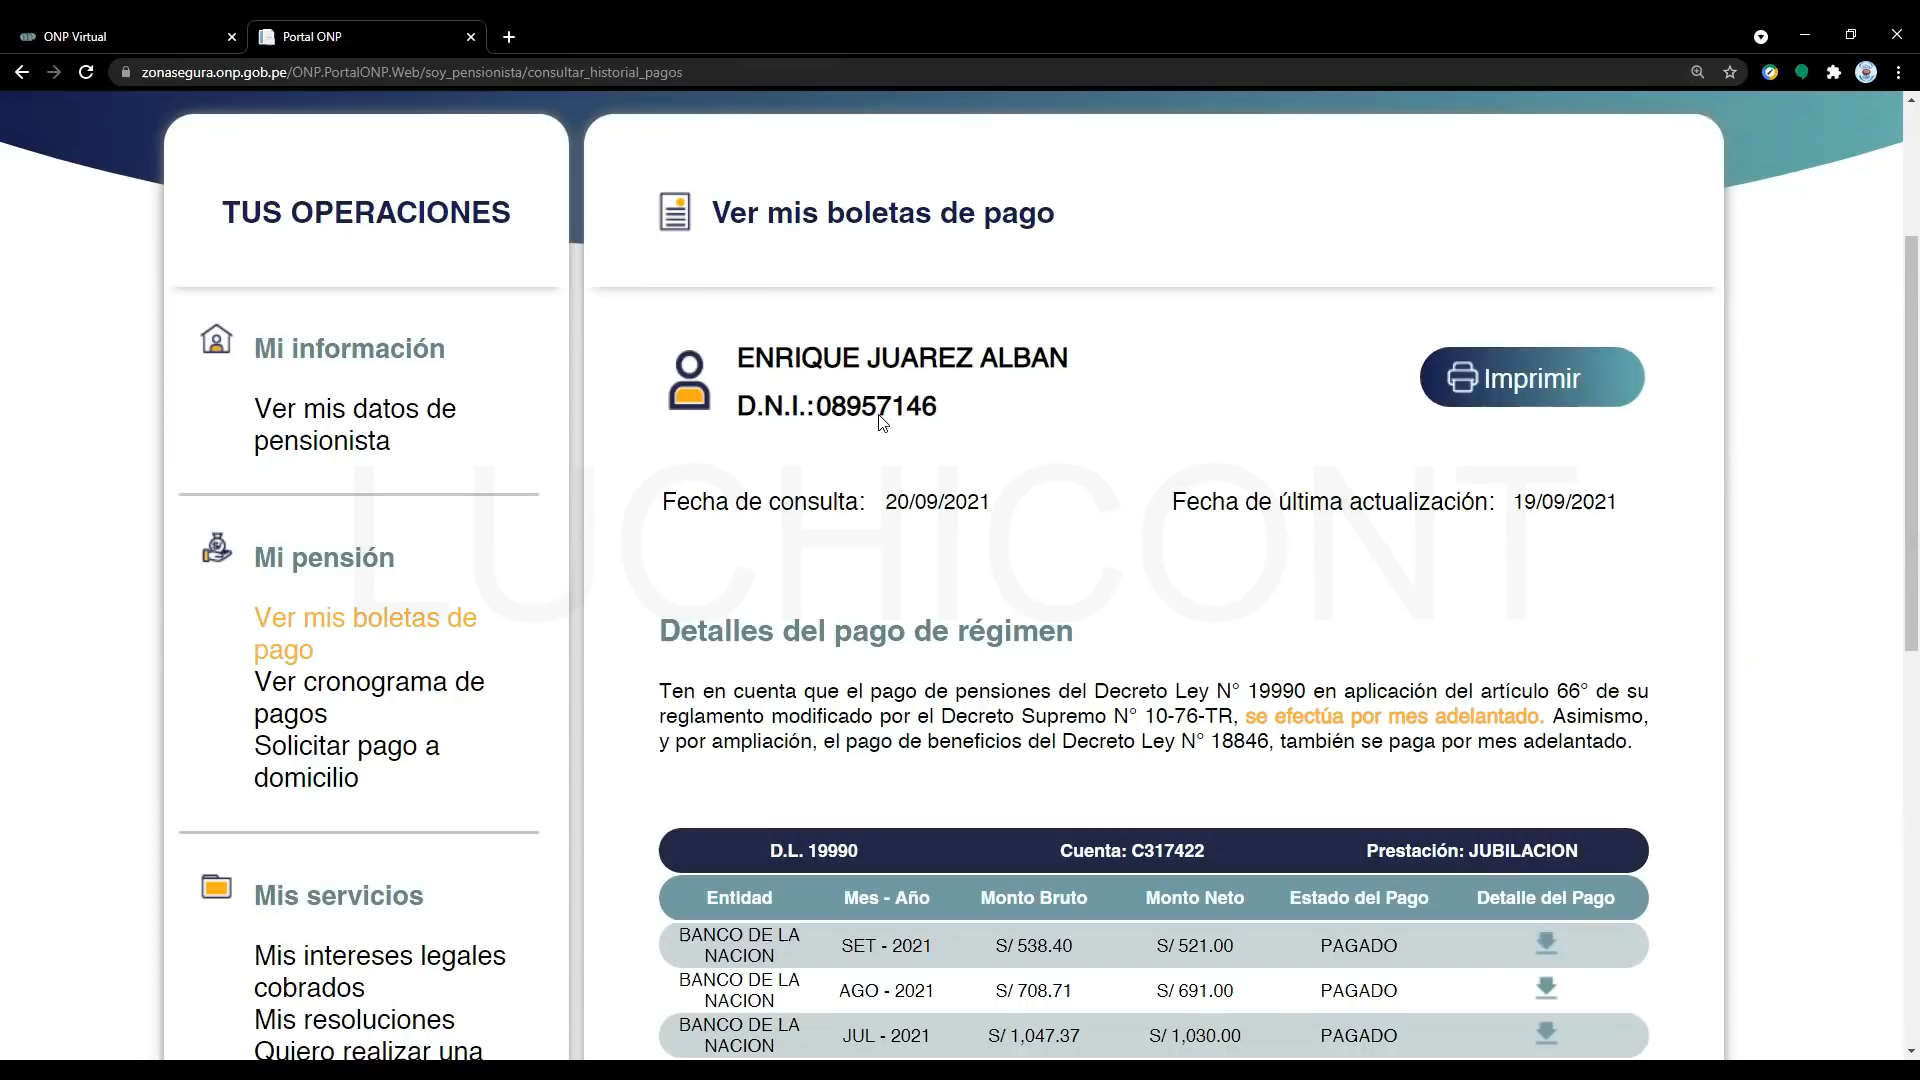 ONP Virtual
Portal ONP
zonasegura.onp.gob.pe/ONP.PortalONP.Web/soy_pensionista/consultar_historial_pagos
TUS OPERACIONES
Mi información
Ver mis datos de
pensionista
Mi pensión
Ver mis boletas de
pago
Ver cronograma de
pagos
Solicitar pago a
domicilio
Mis servicios
Mis intereses legales
cobrados
Mis resoluciones
Quiero realizar una
Ver mis boletas de pago
ENRIQUE JUAREZ ALBAN
D.N.I.:08957146
Imprimir
Fecha de consulta: 20/09/2021
Fecha de última actualización: 19/09/2021
LUCHICONT
Detalles del pago de régimen
Ten en cuenta que el pago de pensiones del Decreto Ley N° 19990 en aplicación del artículo 66° de su
reglamento modificado por el Decreto Supremo N° 10-76-TR, se efectúa por mes adelantado. Asimismo,
y por ampliación, el pago de beneficios del Decreto Ley N° 18846, también se paga por mes adelantado.
D.L. 19990 Cuenta: C317422 Prestación: JUBILACION
Entidad Mes - Año Monto Bruto Monto Neto Estado del Pago Detalle del Pago
BANCO DE LA
NACION SET - 2021 S/ 538.40 S/ 521.00 PAGADO
BANCO DE LA
NACION AGO - 2021 S/ 708.71 S/ 691.00 PAGADO
BANCO DE LA
NACION JUL - 2021 S/ 1,047.37 S/ 1,030.00 PAGADO